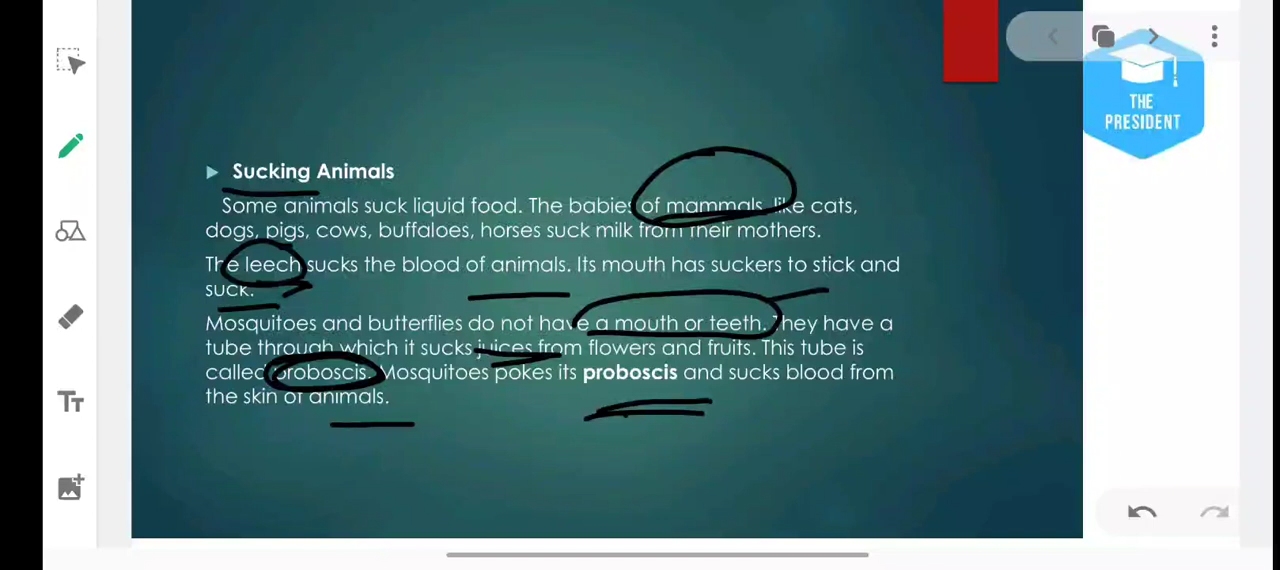 THE
PRESIDENT
Sucking Animals
Some animals suck liquid food. The babies of mammals, like cats,
dogs, pigs, cows, buffaloes, horses suck milk from their mothers.
The leech sucks the blood of animals. Its mouth has suckers to stick and
suck.
Mosquitoes and butterflies do not have a mouth or teeth. They have a
tube through which it sucks juices from flowers and fruits. This tube is
called proboscis. Mosquitoes pokes its proboscis and sucks blood from
the skin of animals.
Tт